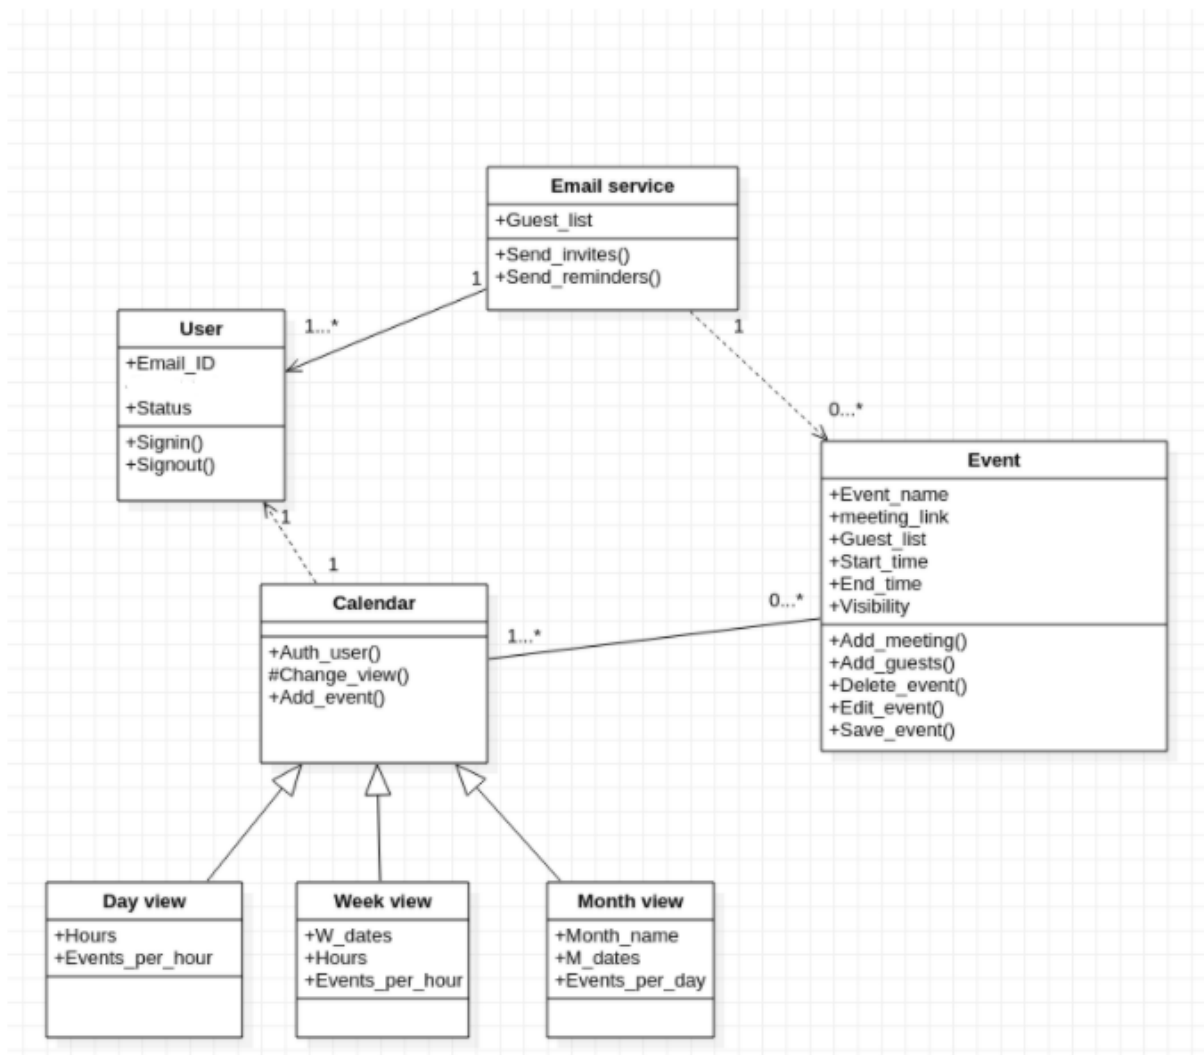 Email service
+Guest_list
+Send_invites()
+Send_reminders()
1
1...*
User
+Email_ID
+Status
+Signin()
+Signout()
1
0...*
Event
+Event_name
+meeting_link
+Guest_list
+Start_time
+End_time
+Visibility
+Add_meeting()
+Add_guests()
+Delete_event()
+Edit_event()
+Save_event()
1
1
Calendar
+Auth_user()
#Change_view()
+Add_event()
1...*
0...*
Day view
+Hours
+Events_per_hour
Week view
+W_dates
+Hours
+Events_per_hour
Month view
+Month_name
+M_dates
+Events_per_day